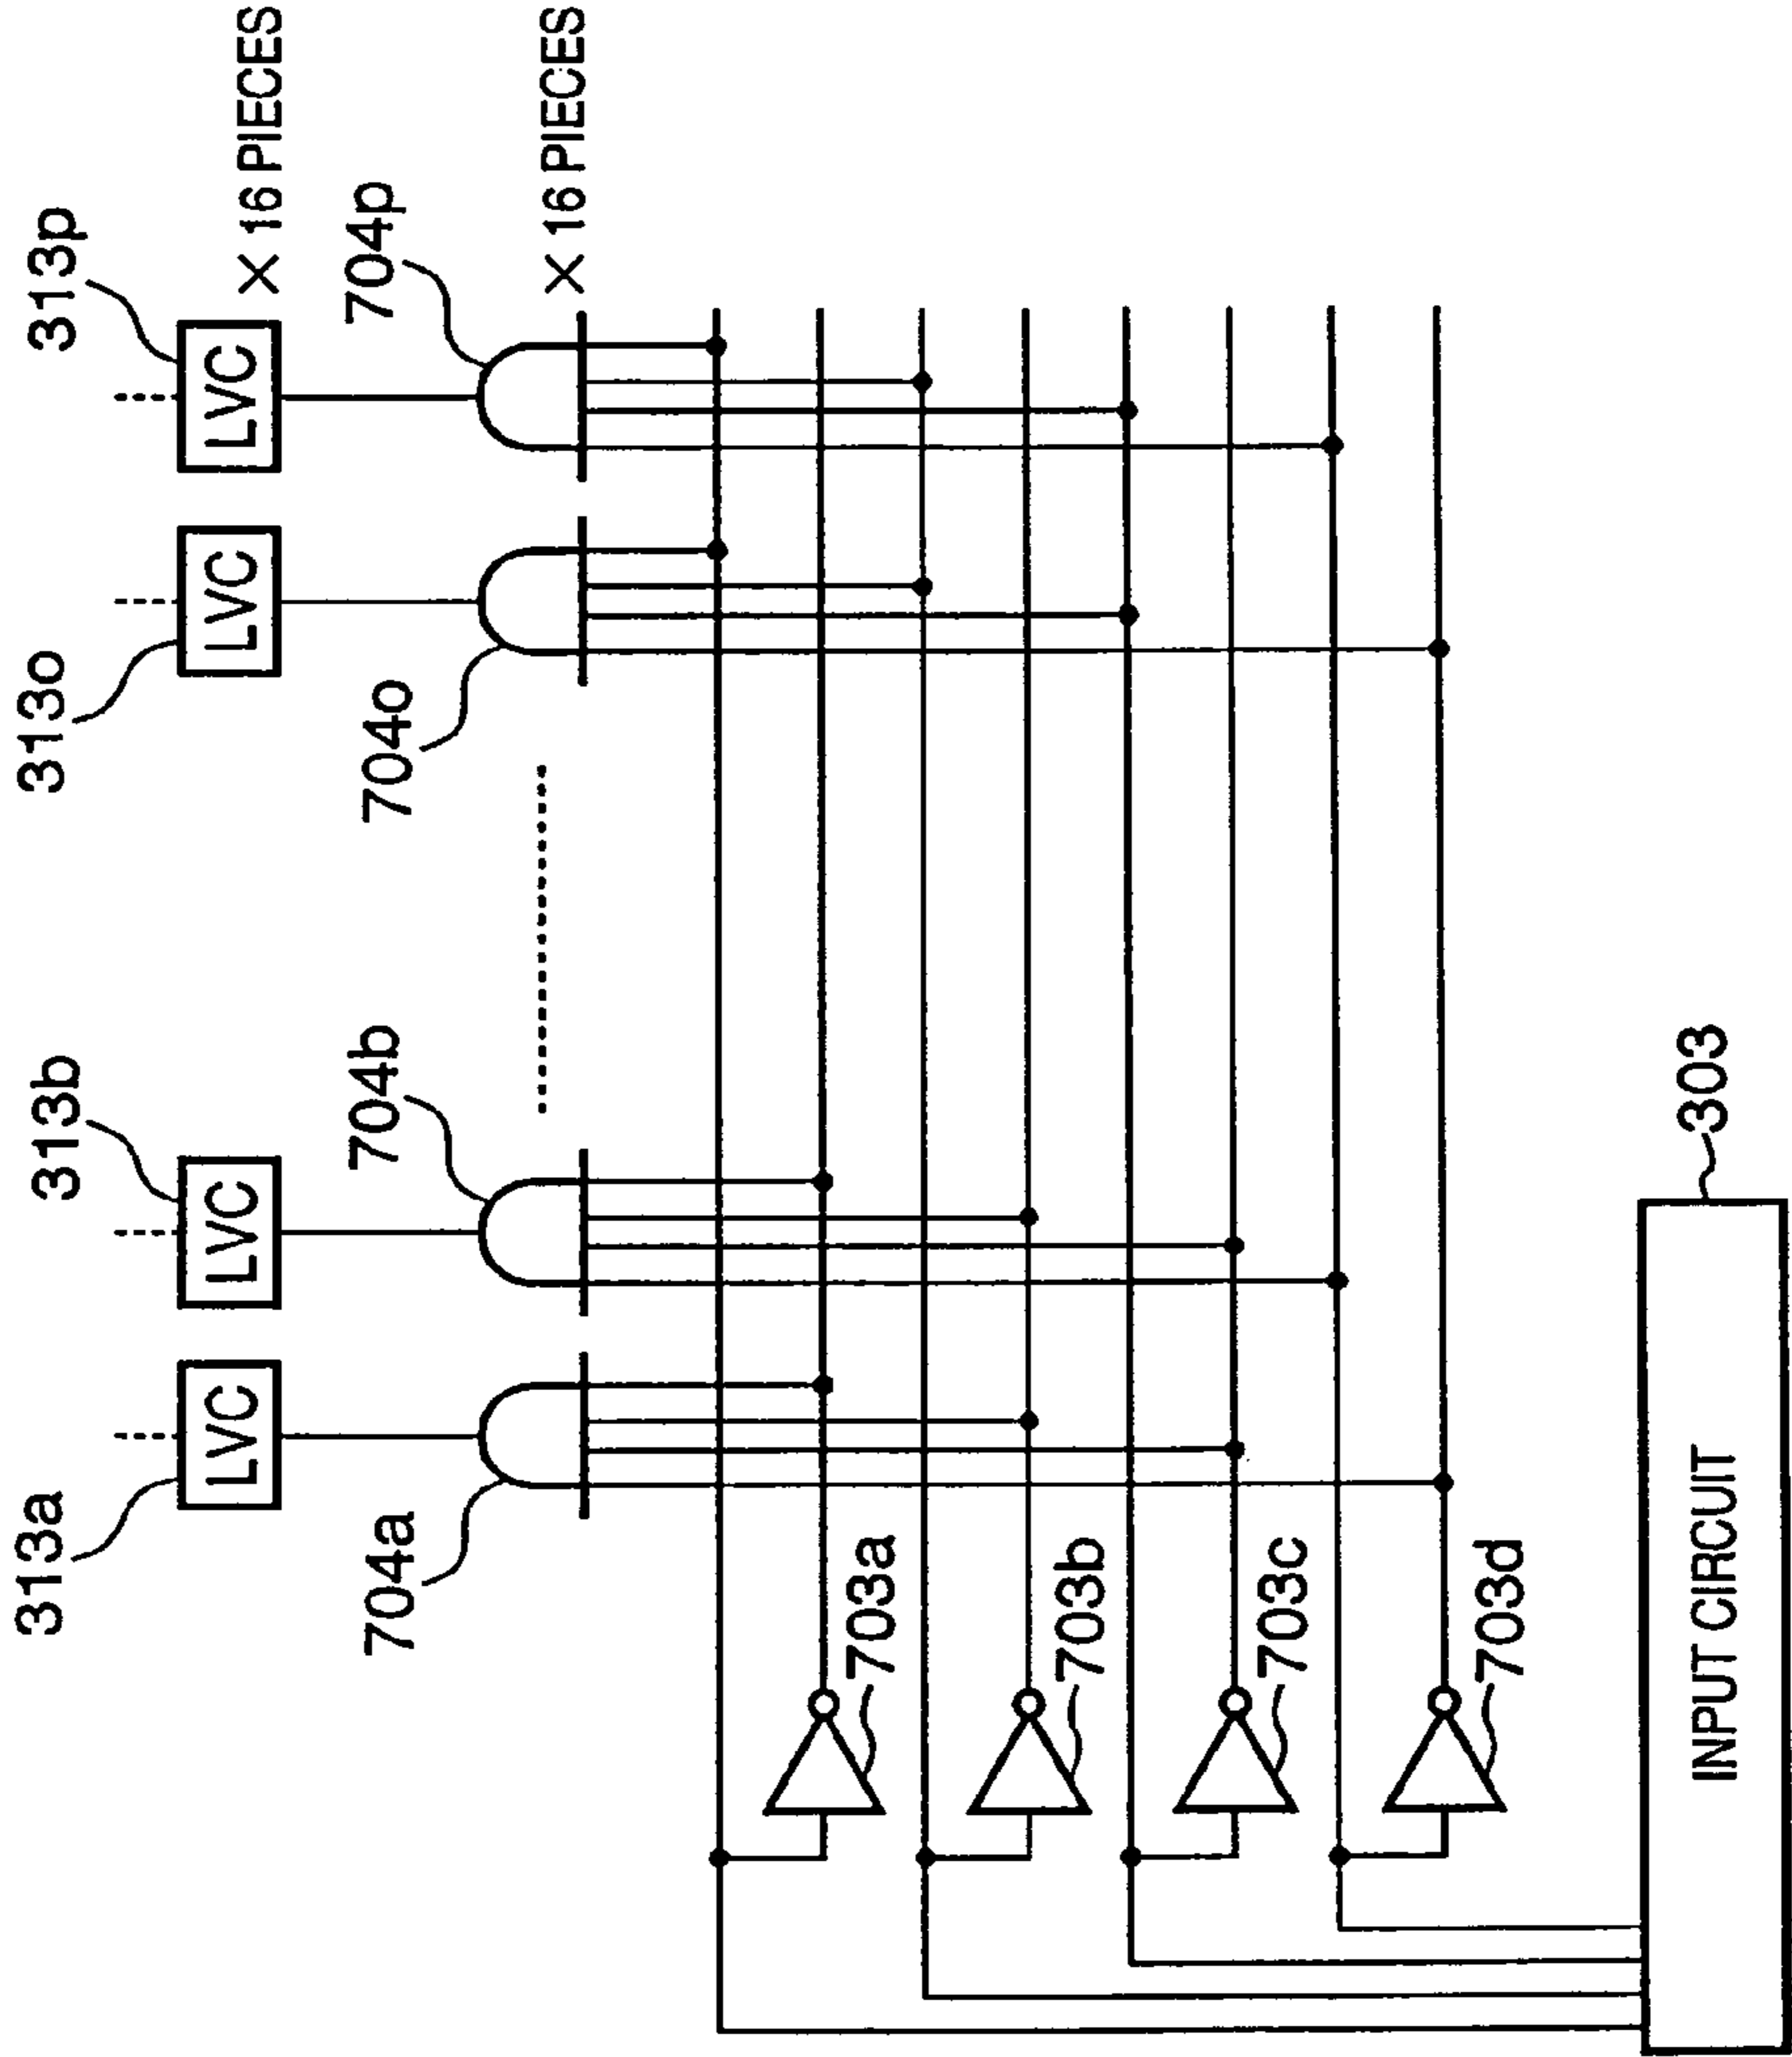 313a
313b
313o
313p
LVC
LVC
LVC
LVC
× 16 PIECES
704a
704b
704o
704p
× 16 PIECES
703a
703b
703c
703d
INPUT CIRCUIT
303